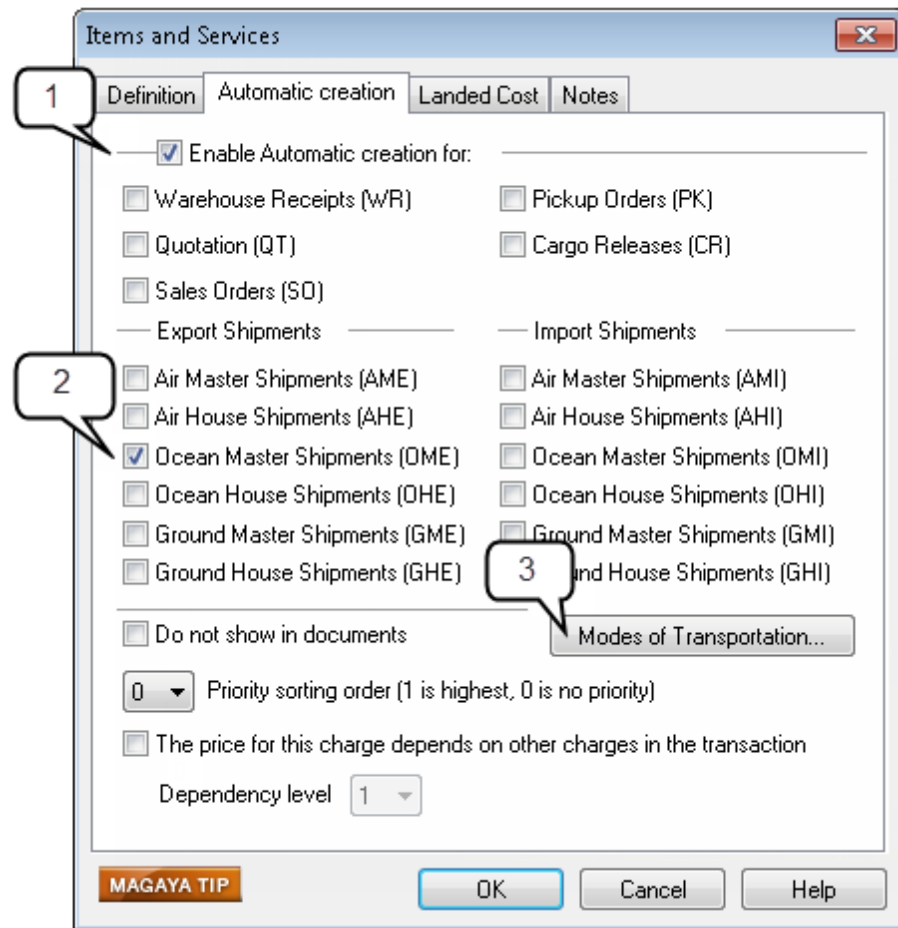 Items and Services
1
Definition Automatic creation Landed Cost Notes
Enable Automatic creation for:
Warehouse Receipts (WR) Pickup Orders (PK)
Quotation (QT) Cargo Releases (CR)
Sales Orders (SO)
Export Shipments Import Shipments
2
Air Master Shipments (AME) Air Master Shipments (AMI)
Air House Shipments (AHE) Air House Shipments (AHI)
Ocean Master Shipments (OME) Ocean Master Shipments (OMI)
Ocean House Shipments (OHE) Ocean House Shipments (OHI)
Ground Master Shipments (GME) Ground Master Shipments (GMI)
Ground House Shipments (GHE) 3 House Shipments (GHI)
Do not show in documents Modes of Transportation...
0 Priority sorting order (1 is highest, 0 is no priority)
The price for this charge depends on other charges in the transaction
Dependency level 1
MAGAYA TIP OK Cancel Help